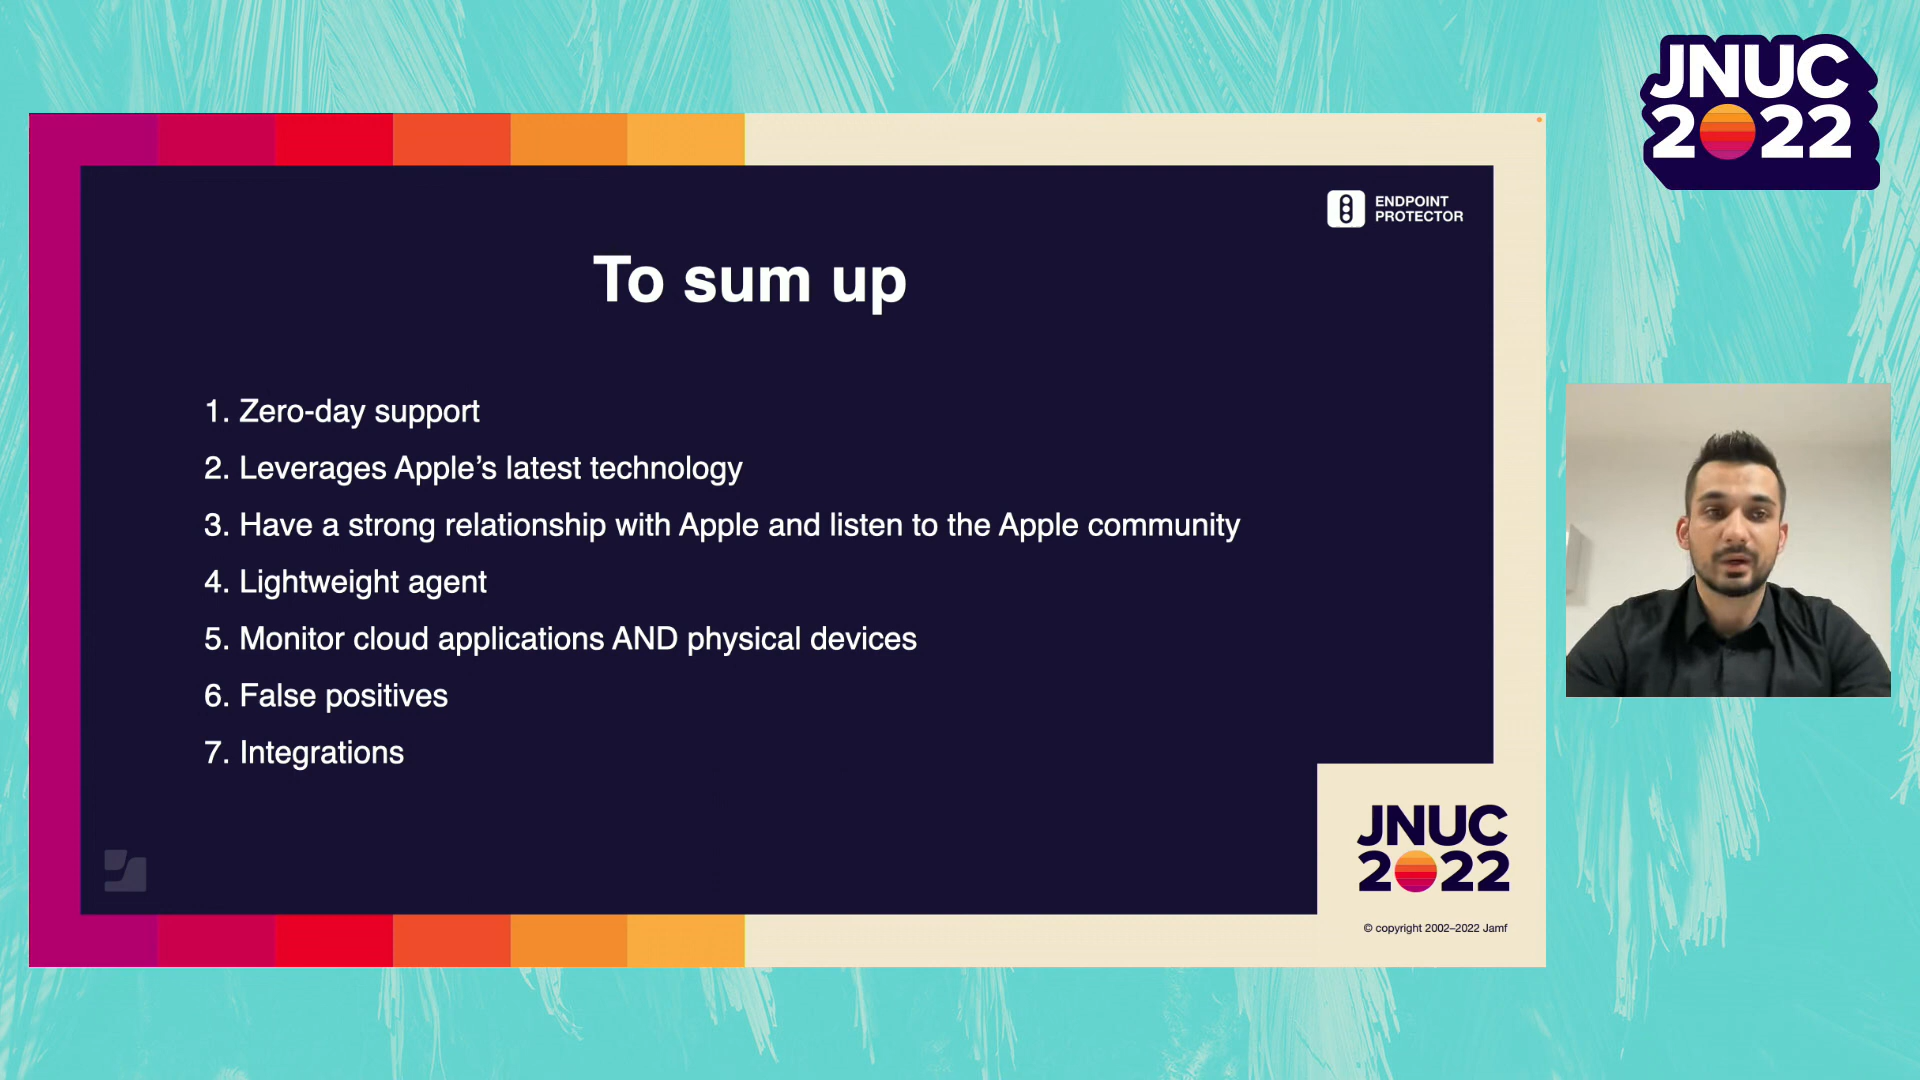 JNUC
2022
ENDPOINT
PROTECTOR
To sum up
1. Zero-day support
2. Leverages Apple’s latest technology
3. Have a strong relationship with Apple and listen to the Apple community
4. Lightweight agent
5. Monitor cloud applications AND physical devices
6. False positives
7. Integrations
JNUC
2022
© copyright 2002–2022 Jamf